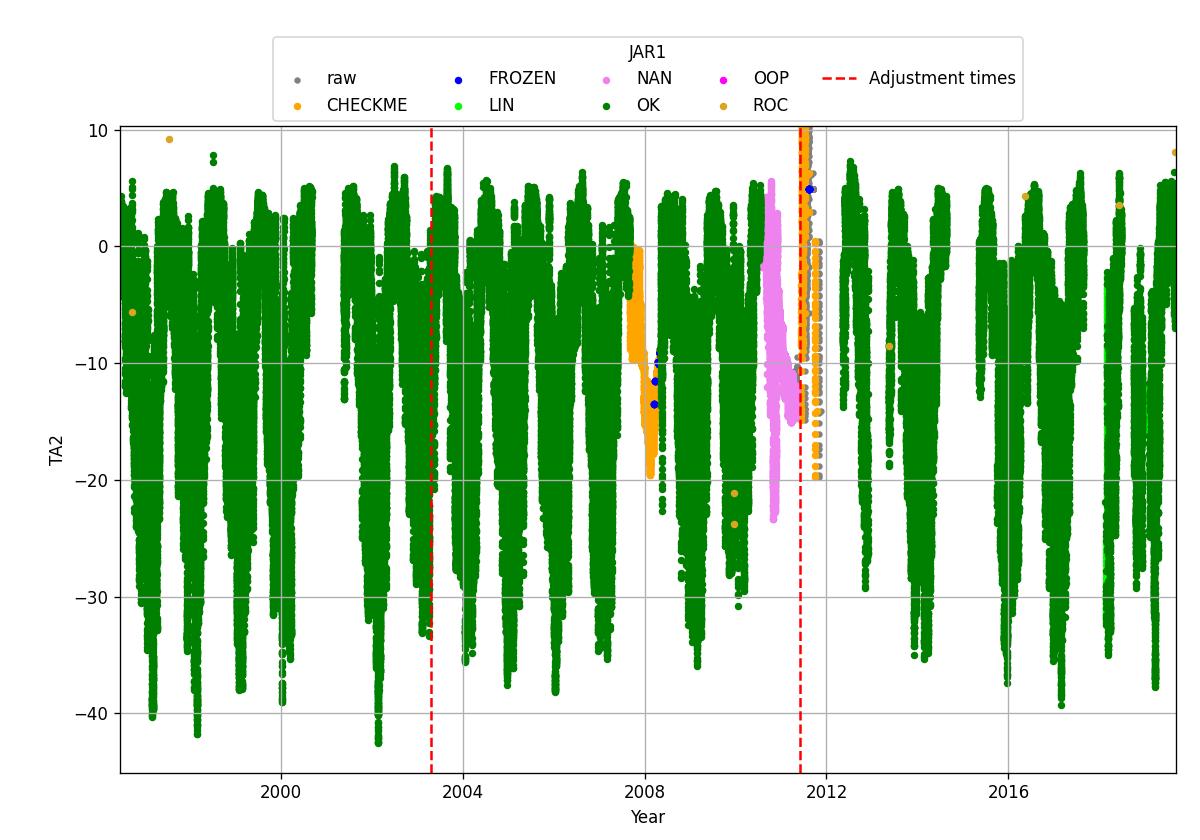 JAR1
raw FROZEN NAN OOP Adjustment times
CHECKME LIN OK ROC
10
0
−10
−20
−30
−40
TA2
2000 2004 2008 2012 2016
Year